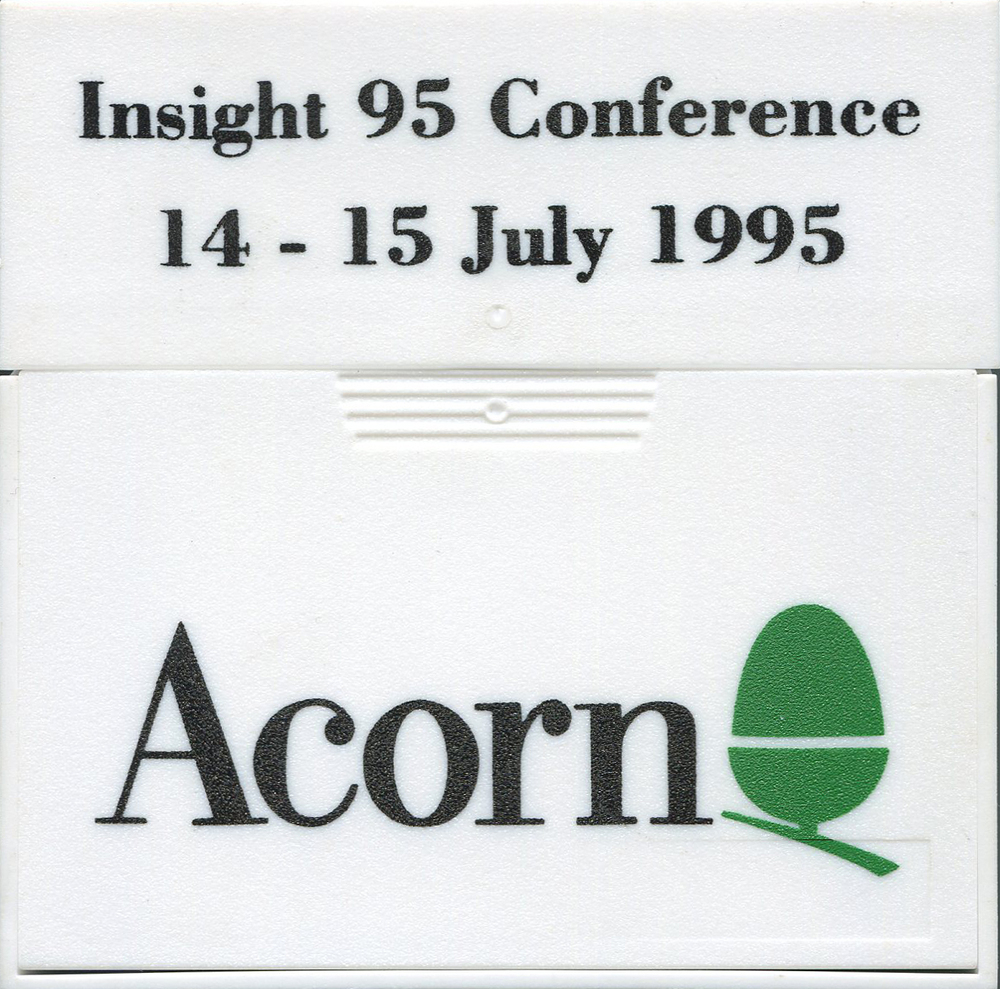 Insight 95 Conference
14 - 15 July 1995
Acorn